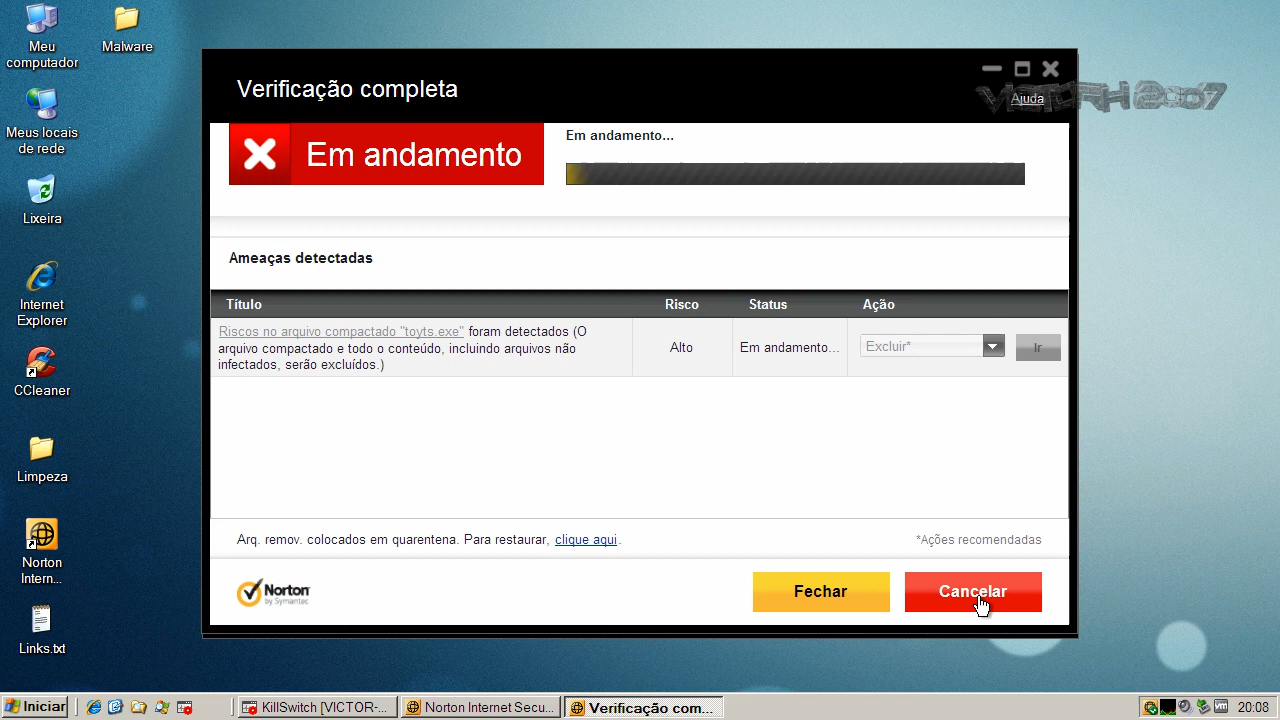 Meu
computador
Malware
Meus locais
de rede
Lixeira
Internet
Explorer
CCleaner
Limpeza
Norton
Intern...
Links.txt
Verificação completa
Ajuda
Em andamento
Em andamento...
Ameaças detectadas
Título Risco Status Ação
Riscos no arquivo compactado "toyts.exe" foram detectados (O
arquivo compactado e todo o conteúdo, incluindo arquivos não
infectados, serão excluídos.)
Alto
Em andamento...
Excluir*
Ir
Arq. remov. colocados em quarentena. Para restaurar, clique aqui.
*Ações recomendadas
Norton
by Symantec
Fechar
Cancelar
Iniciar
KillSwitch [VICTOR-...
Norton Internet Secu...
Verificação com...
20:08